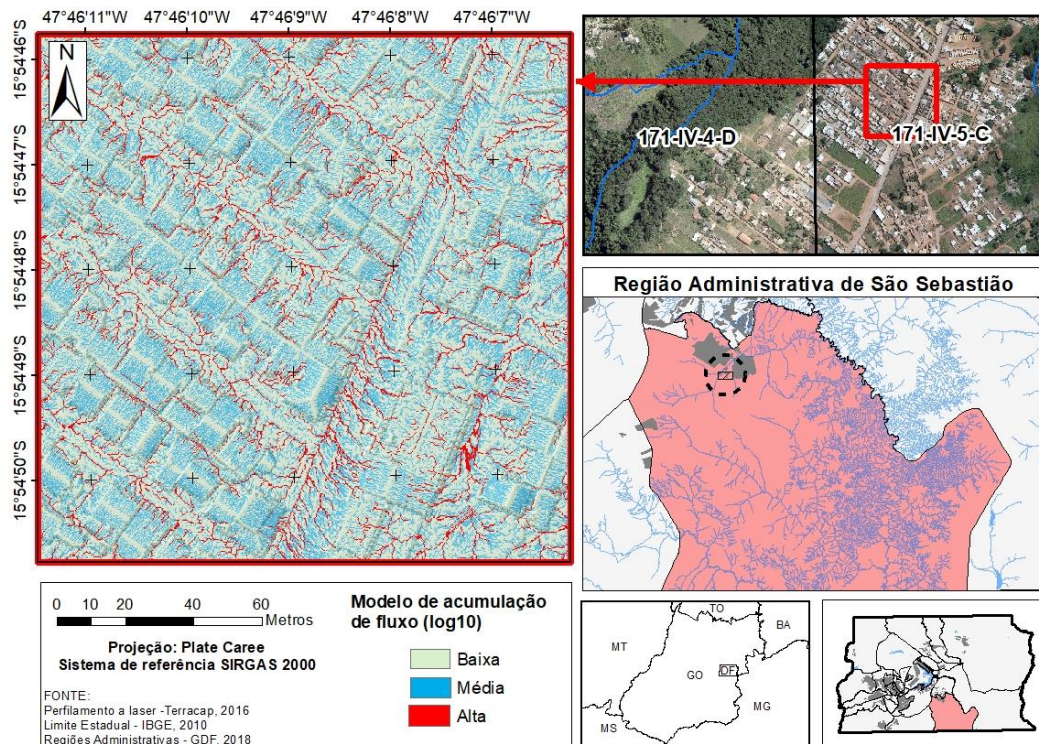 47°46'11"W 47°46'10"W 47°46'9"W 47°46'8"W 47°46'7"W
15°54'46"S
15°54'47"S
15°54'48"S
15°54'49"S
15°54'50"S
N
171-IV-4-D
171-IV-5-C
Região Administrativa de São Sebastião
0 10 20 40 60
Metros
Projeção: Plate Caree
Sistema de referência SIRGAS 2000
FONTE:
Perfilamento a laser -Terracap, 2016
Limite Estadual - IBGE, 2010
Regiões Administrativas - GDF, 2018
Modelo de acumulação
de fluxo (log10)
Baixa
Média
Alta
TO
MT
BA
GO
DF
MG
MS